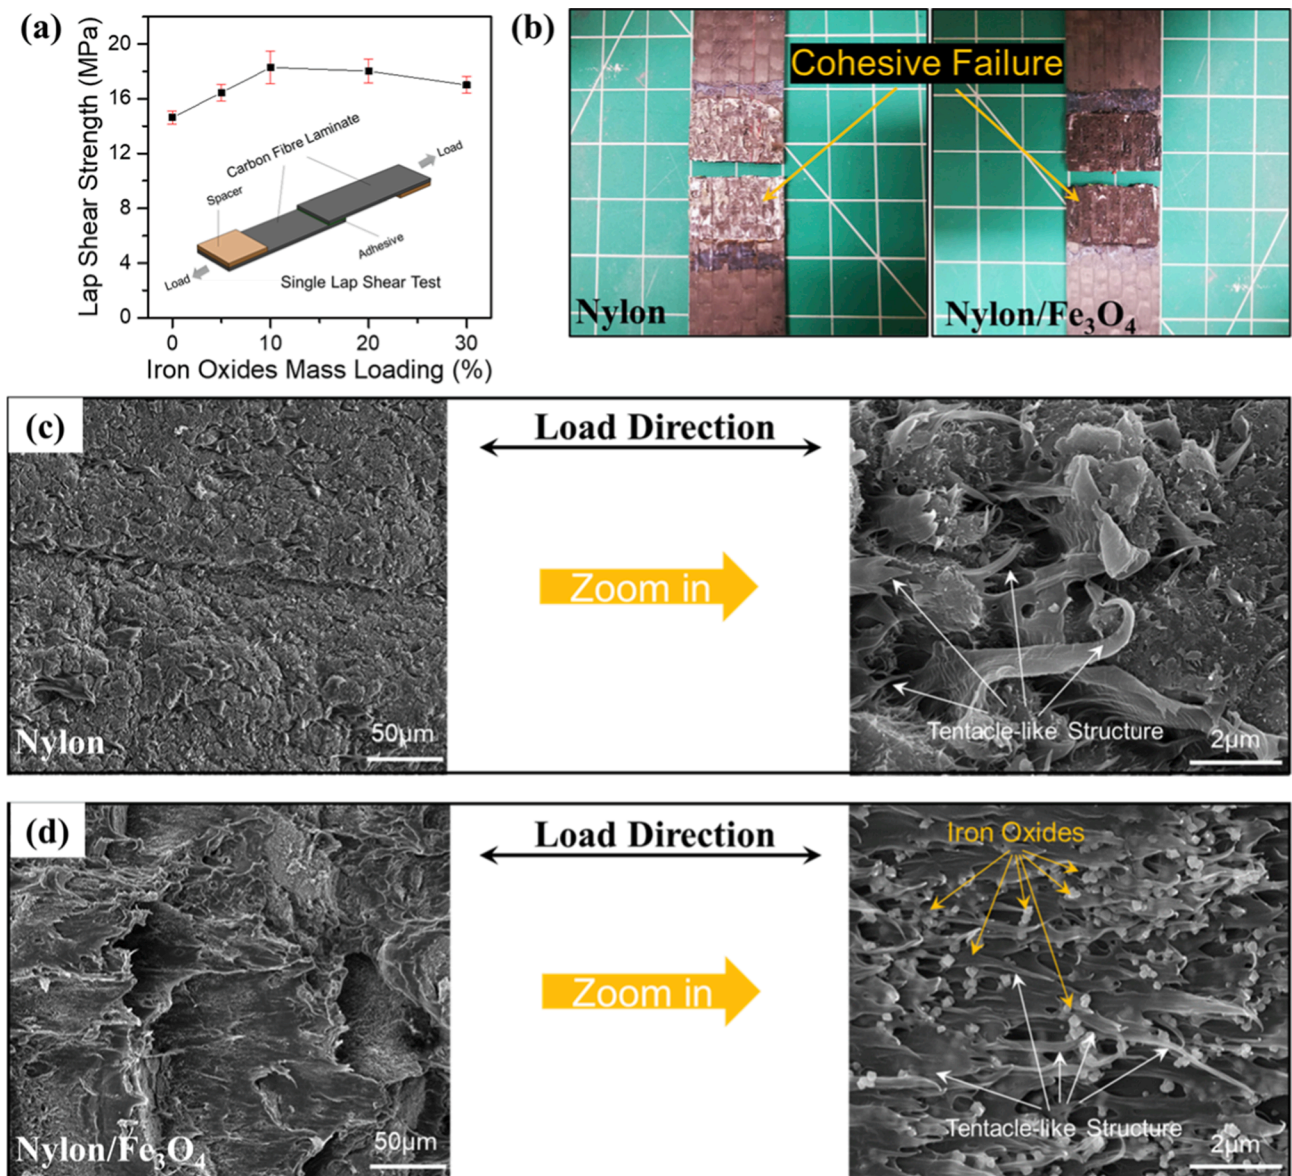 (a)
Lap Shear Strength (MPa)
20
16
12
8
4
0
0 10 20 30
Iron Oxides Mass Loading (%)
Carbon Fibre Laminate
Load
Spacer
Adhesive
Load
Single Lap Shear Test
(b)
Cohesive Failure
Nylon
Nylon/Fe3O4
(c)
Load Direction
Zoom in
Nylon
50μm
Tentacle-like Structure
2μm
(d)
Load Direction
Iron Oxides
Zoom in
Nylon/Fe3O4
50μm
Tentacle-like Structure
2μm